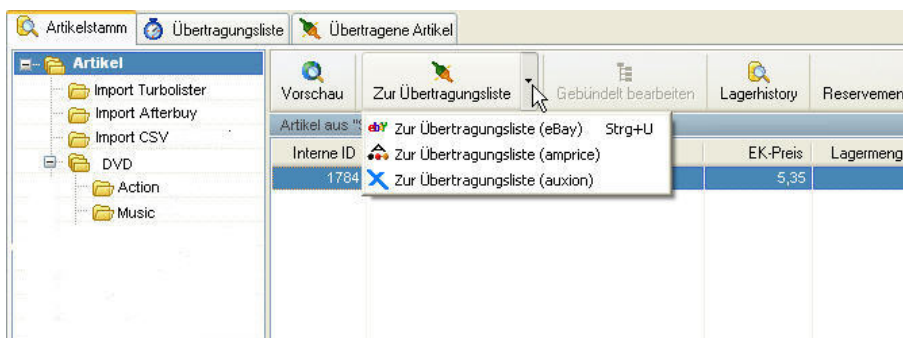 Artikelstamm Übertragungsliste Übertragene Artikel
Artikel
Import Turbolister
Import Afterbuy
Import CSV
DVD
Action
Music
Vorschau Zur Übertragungsliste Gebündelt bearbeiten Lagerhistory Reservemen
Artikel aus "S
Zur Übertragungsliste (eBay) Strg+U
Zur Übertragungsliste (amprice)
Zur Übertragungsliste (auxion)
Interne ID EK-Preis Lagermeng
1784 5,35